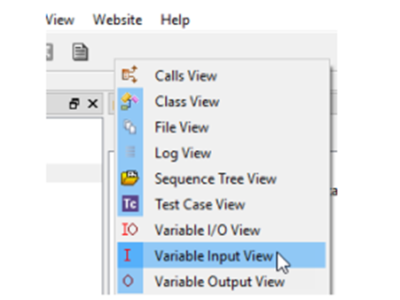 View Website Help
Calls View
Class View
File View
Log View
Sequence Tree View
Tc Test Case View
IO Variable I/O View
I Variable Input View
O Variable Output View